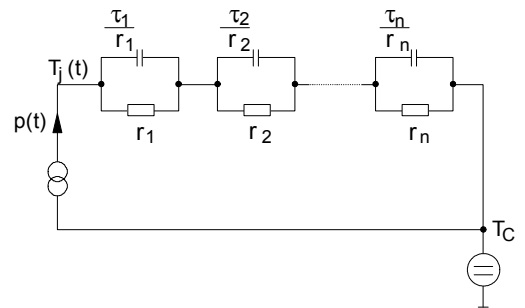 τ1 τ2 τn
r1 r2 rn
Tj(t)
r1 r2 rn
p(t)
TC